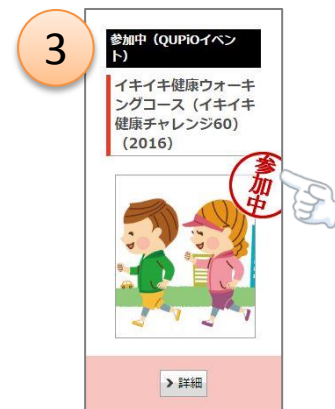 3
参加中（QUPiOイベン
ト）
イキイキ健康ウォーキ
ングコース（イキイキ
健康チャレンジ60）
（2016）
参加中
> 詳細